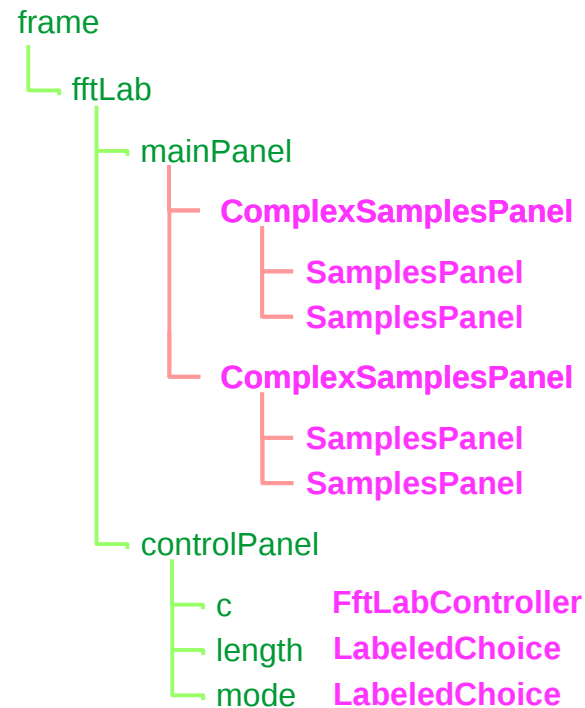 frame
fftLab
mainPanel
ComplexSamplesPanel
SamplesPanel
SamplesPanel
ComplexSamplesPanel
SamplesPanel
SamplesPanel
controlPanel
c FftLabController
length LabeledChoice
mode LabeledChoice